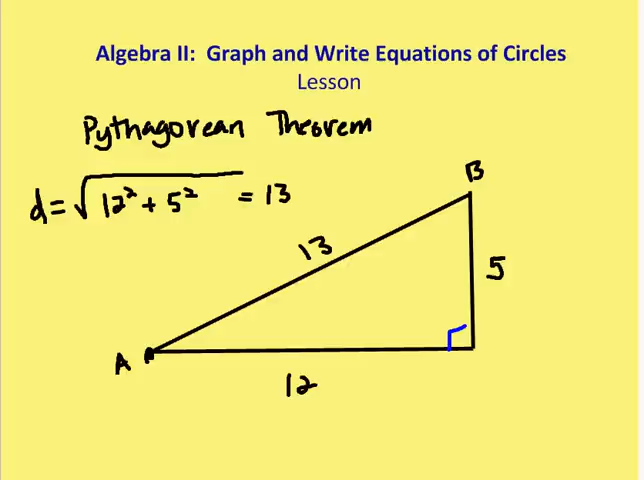 Algebra II: Graph and Write Equations of Circles
Lesson
Pythagorean Theorem
d = √12² + 5² = 13
B
13
5
A
12